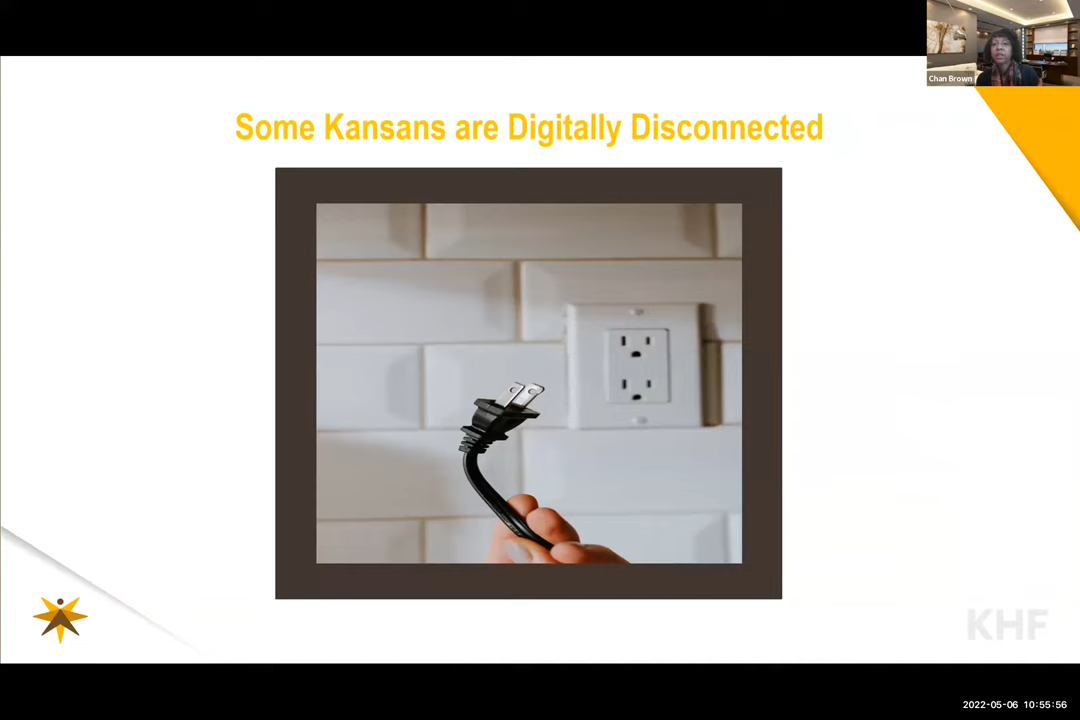 Chan Brown
Some Kansans are Digitally Disconnected
KHF
2022-05-06 10:55:56